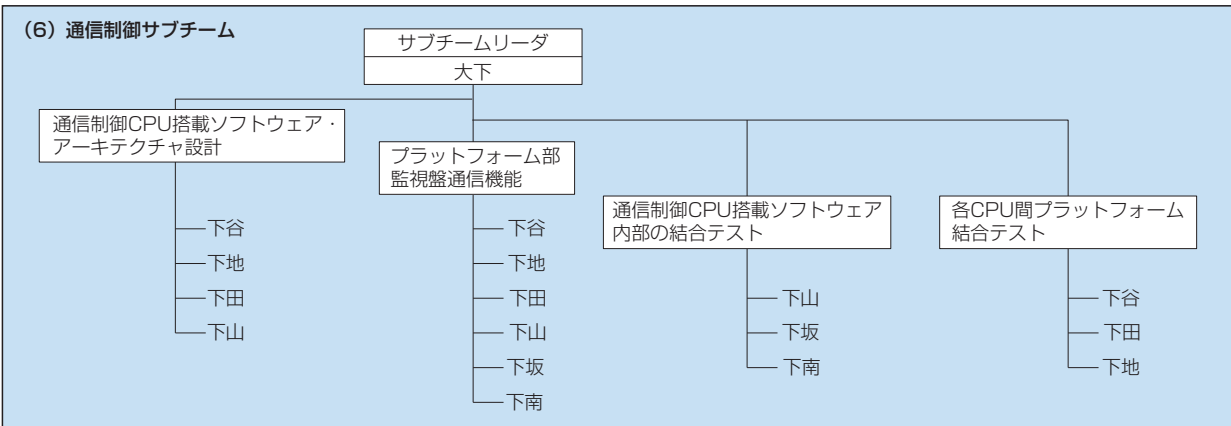 （6）通信制御サブチーム
サブチームリーダ
大下
通信制御CPU搭載ソフトウェア・
アーキテクチャ設計
下谷
下地
下田
下山
プラットフォーム部
監視盤通信機能
下谷
下地
下田
下山
下坂
下南
通信制御CPU搭載ソフトウェア
内部の結合テスト
下山
下坂
下南
各CPU間プラットフォーム
結合テスト
下谷
下田
下地